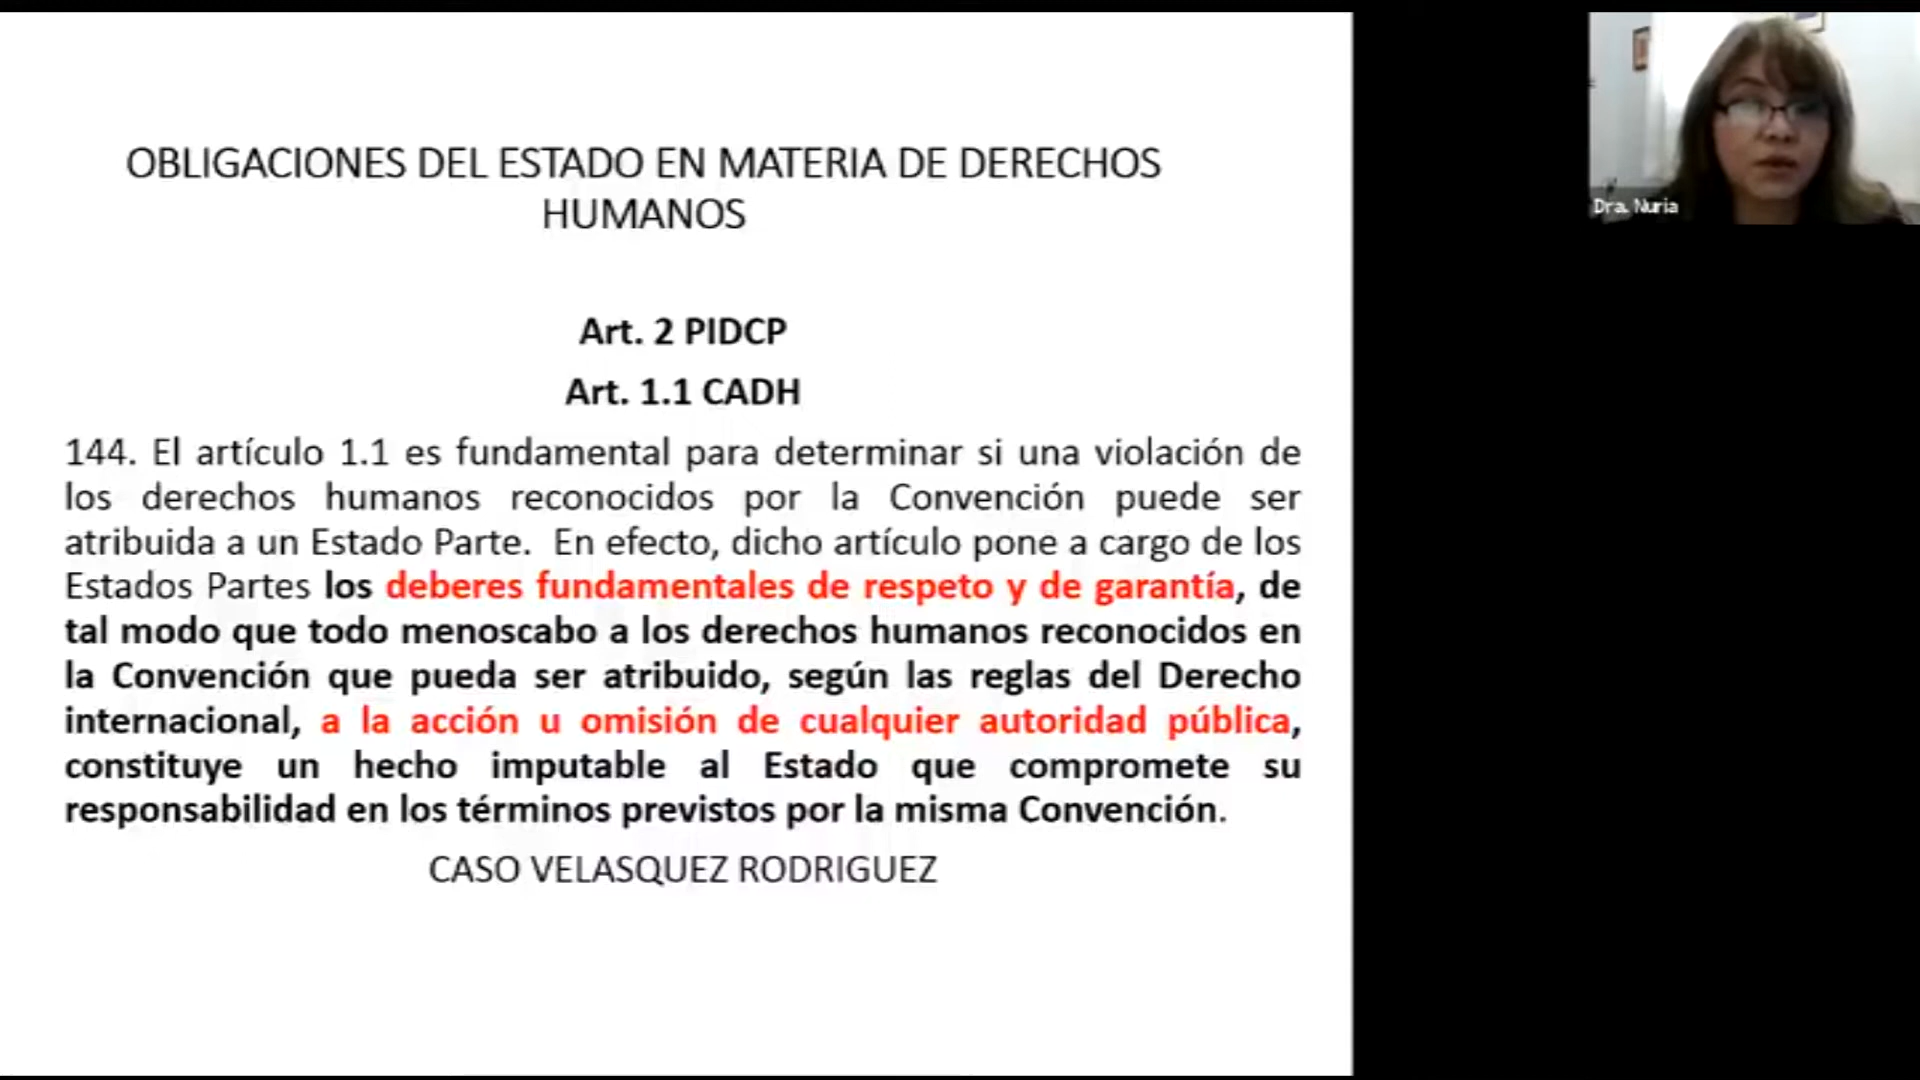 OBLIGACIONES DEL ESTADO EN MATERIA DE DERECHOS
HUMANOS
Art. 2 PIDCP
Art. 1.1 CADH
144. El artículo 1.1 es fundamental para determinar si una violación de
los derechos humanos reconocidos por la Convención puede ser
atribuida a un Estado Parte. En efecto, dicho artículo pone a cargo de los
Estados Partes los deberes fundamentales de respeto y de garantía, de
tal modo que todo menoscabo a los derechos humanos reconocidos en
la Convención que pueda ser atribuido, según las reglas del Derecho
internacional, a la acción u omisión de cualquier autoridad pública,
constituye un hecho imputable al Estado que compromete su
responsabilidad en los términos previstos por la misma Convención.
CASO VELASQUEZ RODRIGUEZ
Dra. Nuria